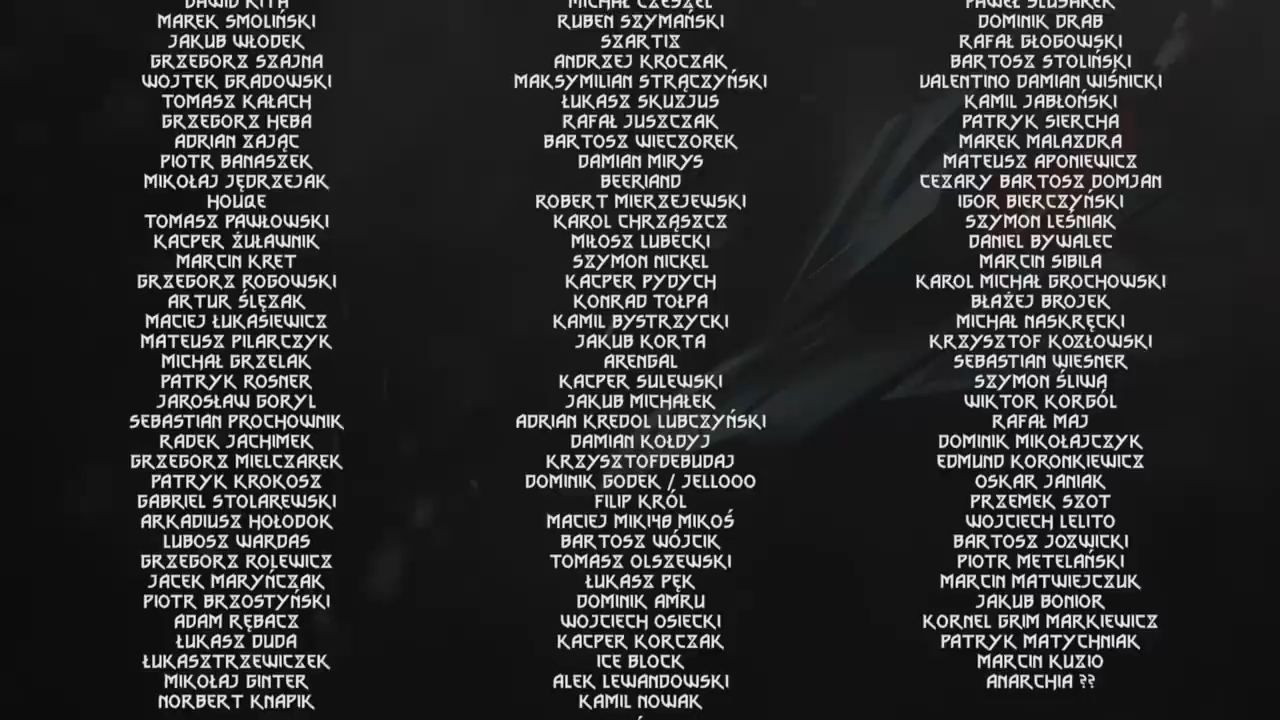 DAWID KITA
MAREK SMOLIŃSKI
JAKUB WŁODEK
GRZEGORZ SZAJNA
WOJTEK GRADOWSKI
TOMASZ KAŁACH
GRZEGORZ HEBA
ADRIAN ZAJĄC
PIOTR BANASZEK
MIKOŁAJ JĘDRZEJAK
TOMASZ PAWŁOWSKI
KACPER ŻUŁAWNIK
MARCIN KRET
GRZEGORZ ROGOWSKI
ARTUR ŚLĘZAK
MACIEJ ŁUKASIEWICZ
MATEUSZ PILARCZYK
MICHAŁ GRZELAK
PATRYK ROSNER
JAROSŁAW GORYL
SEBASTIAN PROCHOWNIK
RADEK JACHIMEK
GRZEGORZ MIELCZAREK
PATRYK KROKOSZ
GABRIEL STOLAREWSKI
ARKADIUSZ HOŁODOK
LUBOSZ WARDAS
GRZEGORZ ROLEWICZ
JACEK MARYŃCZAK
PIOTR BRZOSTYŃSKI
ADAM RĘBACZ
ŁUKASZ DUDA
ŁUKASZTRZEWICZEK
MIKOŁAJ GINTER
NORBERT KNAPIK
MICHAŁ CZESZEL
RUBEN SZYMAŃSKI
SZARTIZ
ANDRZEJ KROCZAK
MAKSYMILIAN STRĄCZYŃSKI
ŁUKASZ SKUZJUS
RAFAŁ JUSZCZAK
BARTOSZ WIECZOREK
DAMIAN MIRYS
BEERIAND
ROBERT MIERZEJEWSKI
KAROL CHRZĄSZCZ
MIŁOSZ LUBECKI
SZYMON NICKEL
KACPER PYDYCH
KONRAD TOŁPA
KAMIL BYSTRZYCKI
JAKUB KORTA
ARENGAL
KACPER SULEWSKI
JAKUB MICHAŁEK
ADRIAN KREDOL LUBCZYŃSKI
DAMIAN KOŁDYJ
KRZYSZTOFDEBUDAJ
DOMINIK GODEK / JELLOOO
FILIP KRÓL
MACIEJ MIKI48 MIKOŚ
BARTOSZ WÓJCIK
TOMASZ OLSZEWSKI
ŁUKASZ PĘK
DOMINIK AMRU
WOJCIECH OSIECKI
KACPER KORCZAK
ICE BLOCK
ALEK LEWANDOWSKI
KAMIL NOWAK
PAWEŁ ŚLUSAREK
DOMINIK DRAB
RAFAŁ GŁOGOWSKI
BARTOSZ STOLIŃSKI
VALENTINO DAMIAN WIŚNICKI
KAMIL JABŁOŃSKI
PATRYK SIERCHA
MAREK MALAZDRA
MATEUSZ APONIEWICZ
CEZARY BARTOSZ DOMJAN
IGOR BIERCZYŃSKI
SZYMON LEŚNIAK
DANIEL BYWALEC
MARCIN SIBILA
KAROL MICHAŁ GROCHOWSKI
BŁAŻEJ BROJEK
MICHAŁ NASKRĘCKI
KRZYSZTOF KOZŁOWSKI
SEBASTIAN WIESNER
SZYMON ŚLIWA
WIKTOR KORGÓL
RAFAŁ MAJ
DOMINIK MIKOŁAJCZYK
EDMUND KORONKIEWICZ
OSKAR JANIAK
PRZEMEK SZOT
WOJCIECH LELITO
BARTOSZ JOZWICKI
PIOTR METELAŃSKI
MARCIN MATWIEJCZUK
JAKUB BONIOR
KORNEL GRIM MARKIEWICZ
PATRYK MATYCHNIAK
MARCIN KUZIO
ANARCHIA ??